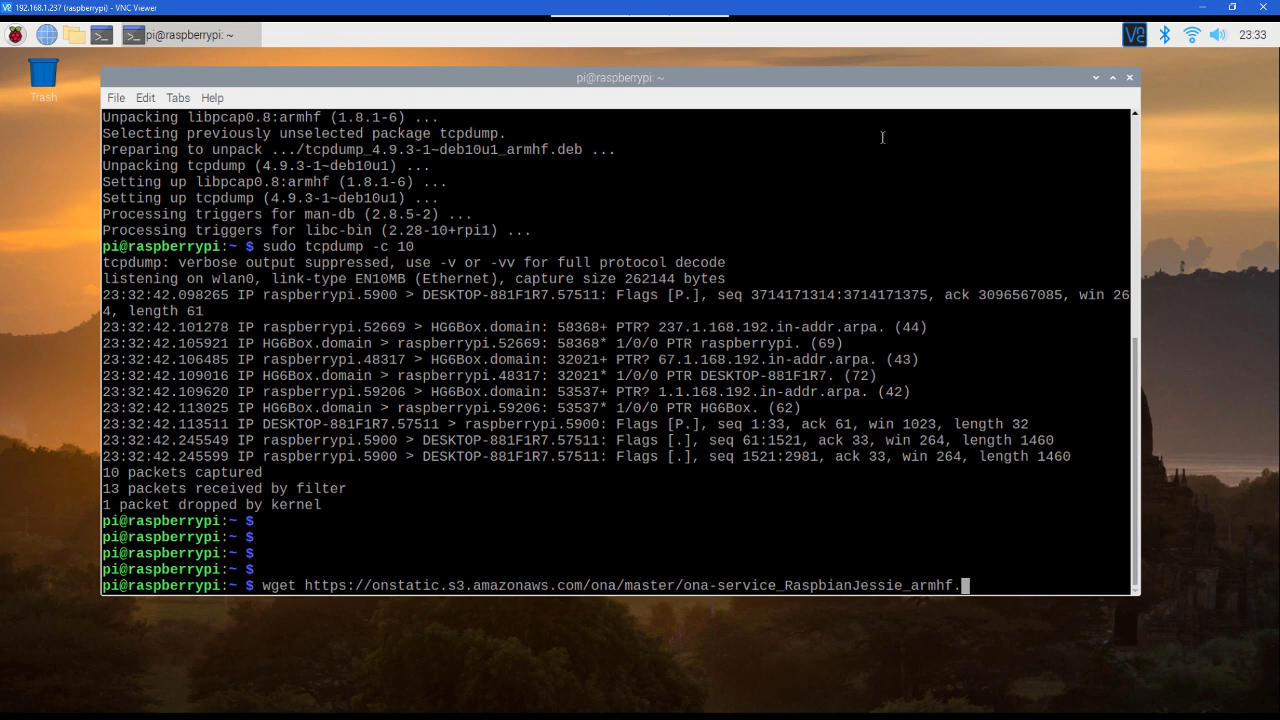 192.168.1.237 (raspberrypi) - VNC Viewer
pi@raspberrypi: ~
23:33
Trash
pi@raspberrypi: ~
File Edit Tabs Help
Unpacking libpcap0.8:armhf (1.8.1-6) ...
Selecting previously unselected package tcpdump.
Preparing to unpack .../tcpdump_4.9.3-1~deb10u1_armhf.deb ...
Unpacking tcpdump (4.9.3-1~deb10u1) ...
Setting up libpcap0.8:armhf (1.8.1-6) ...
Setting up tcpdump (4.9.3-1~deb10u1) ...
Processing triggers for man-db (2.8.5-2) ...
Processing triggers for libc-bin (2.28-10+rpi1) ...
pi@raspberrypi:~ $ sudo tcpdump -c 10
tcpdump: verbose output suppressed, use -v or -vv for full protocol decode
listening on wlan0, link-type EN10MB (Ethernet), capture size 262144 bytes
23:32:42.098265 IP raspberrypi.5900 > DESKTOP-881F1R7.57511: Flags [P.], seq 3714171314:3714171375, ack 3096567085, win 26
4, length 61
23:32:42.101278 IP raspberrypi.52669 > HG6Box.domain: 58368+ PTR? 237.1.168.192.in-addr.arpa. (44)
23:32:42.105921 IP HG6Box.domain > raspberrypi.52669: 58368* 1/0/0 PTR raspberrypi. (69)
23:32:42.106485 IP raspberrypi.48317 > HG6Box.domain: 32021+ PTR? 67.1.168.192.in-addr.arpa. (43)
23:32:42.109016 IP HG6Box.domain > raspberrypi.48317: 32021* 1/0/0 PTR DESKTOP-881F1R7. (72)
23:32:42.109620 IP raspberrypi.59206 > HG6Box.domain: 53537+ PTR? 1.1.168.192.in-addr.arpa. (42)
23:32:42.113025 IP HG6Box.domain > raspberrypi.59206: 53537* 1/0/0 PTR HG6Box. (62)
23:32:42.113511 IP DESKTOP-881F1R7.57511 > raspberrypi.5900: Flags [P.], seq 1:33, ack 61, win 1023, length 32
23:32:42.245549 IP raspberrypi.5900 > DESKTOP-881F1R7.57511: Flags [.], seq 61:1521, ack 33, win 264, length 1460
23:32:42.245599 IP raspberrypi.5900 > DESKTOP-881F1R7.57511: Flags [.], seq 1521:2981, ack 33, win 264, length 1460
10 packets captured
13 packets received by filter
1 packet dropped by kernel
pi@raspberrypi:~ $
pi@raspberrypi:~ $
pi@raspberrypi:~ $
pi@raspberrypi:~ $
pi@raspberrypi:~ $ wget https://onstatic.s3.amazonaws.com/ona/master/ona-service_RaspbianJessie_armhf.